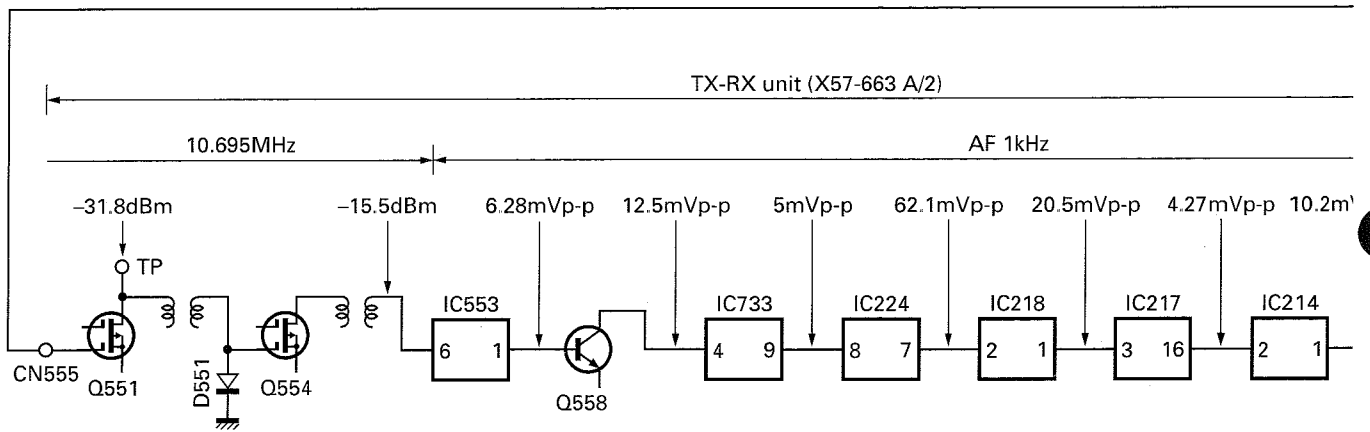 TX-RX unit (X57-663 A/2)
10.695MHz AF 1kHz
–31.8dBm –15.5dBm 6.28mVp-p 12.5mVp-p 5mVp-p 62.1mVp-p 20.5mVp-p 4.27mVp-p 10.2mV
TP
IC553 IC733 IC224 IC218 IC217 IC214
6 1 4 9 8 7 2 1 3 16 2 1
CN555 Q551 D551 Q554 Q558